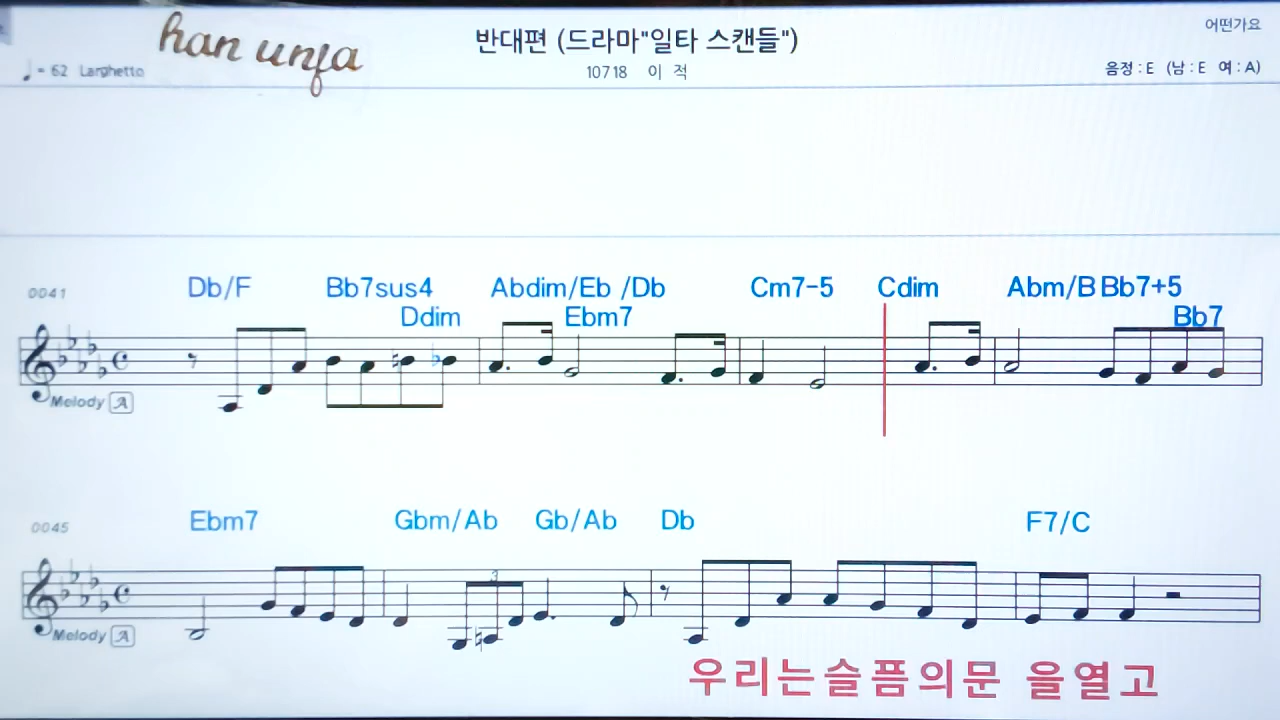 han unja
반대편 (드라마"일타 스캔들")
어떤가요
♩= 62 Larghetto
10718 이 적
음정 : E (남 : E 여 : A)
0041
Db/F Bb7sus4 Abdim/Eb /Db Cm7-5 Cdim Abm/B Bb7+5
Ddim Ebm7 Bb7
Melody A
0045
Ebm7 Gbm/Ab Gb/Ab Db F7/C
3
Melody A
우리는슬픔의문 을열고